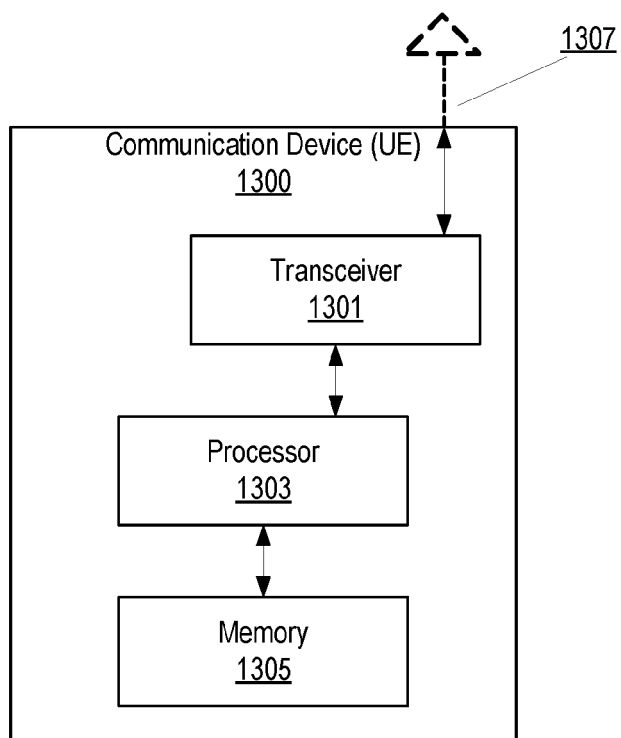 1307
Communication Device (UE)
1300
Transceiver
1301
Processor
1303
Memory
1305